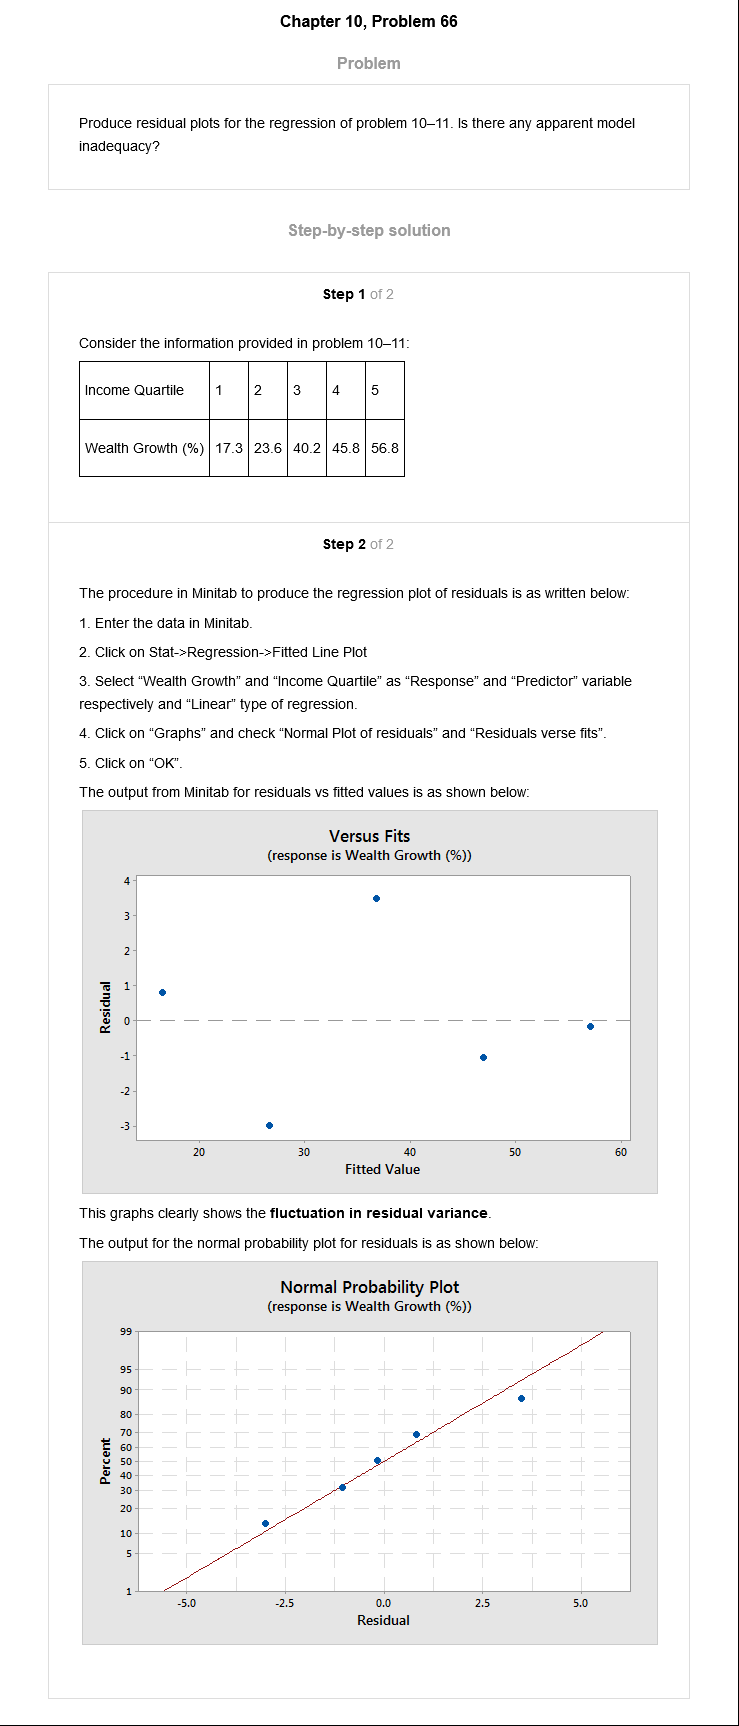 Chapter 10, Problem 66
Problem
Produce residual plots for the regression of problem 10–11. Is there any apparent model
inadequacy?
Step-by-step solution
Step 1 of 2
Consider the information provided in problem 10–11:
Income Quartile 1 2 3 4 5
Wealth Growth (%) 17.3 23.6 40.2 45.8 56.8
Step 2 of 2
The procedure in Minitab to produce the regression plot of residuals is as written below:
1. Enter the data in Minitab.
2. Click on Stat->Regression->Fitted Line Plot
3. Select “Wealth Growth” and “Income Quartile” as “Response” and “Predictor” variable
respectively and “Linear” type of regression.
4. Click on “Graphs” and check “Normal Plot of residuals” and “Residuals verse fits”.
5. Click on “OK”.
The output from Minitab for residuals vs fitted values is as shown below:
Versus Fits
(response is Wealth Growth (%))
4
3
2
1
0
-1
-2
-3
Residual
20 30 40 50 60
Fitted Value
This graphs clearly shows the fluctuation in residual variance.
The output for the normal probability plot for residuals is as shown below:
Normal Probability Plot
(response is Wealth Growth (%))
99
95
90
80
70
60
50
40
30
20
10
5
1
Percent
-5.0 -2.5 0.0 2.5 5.0
Residual